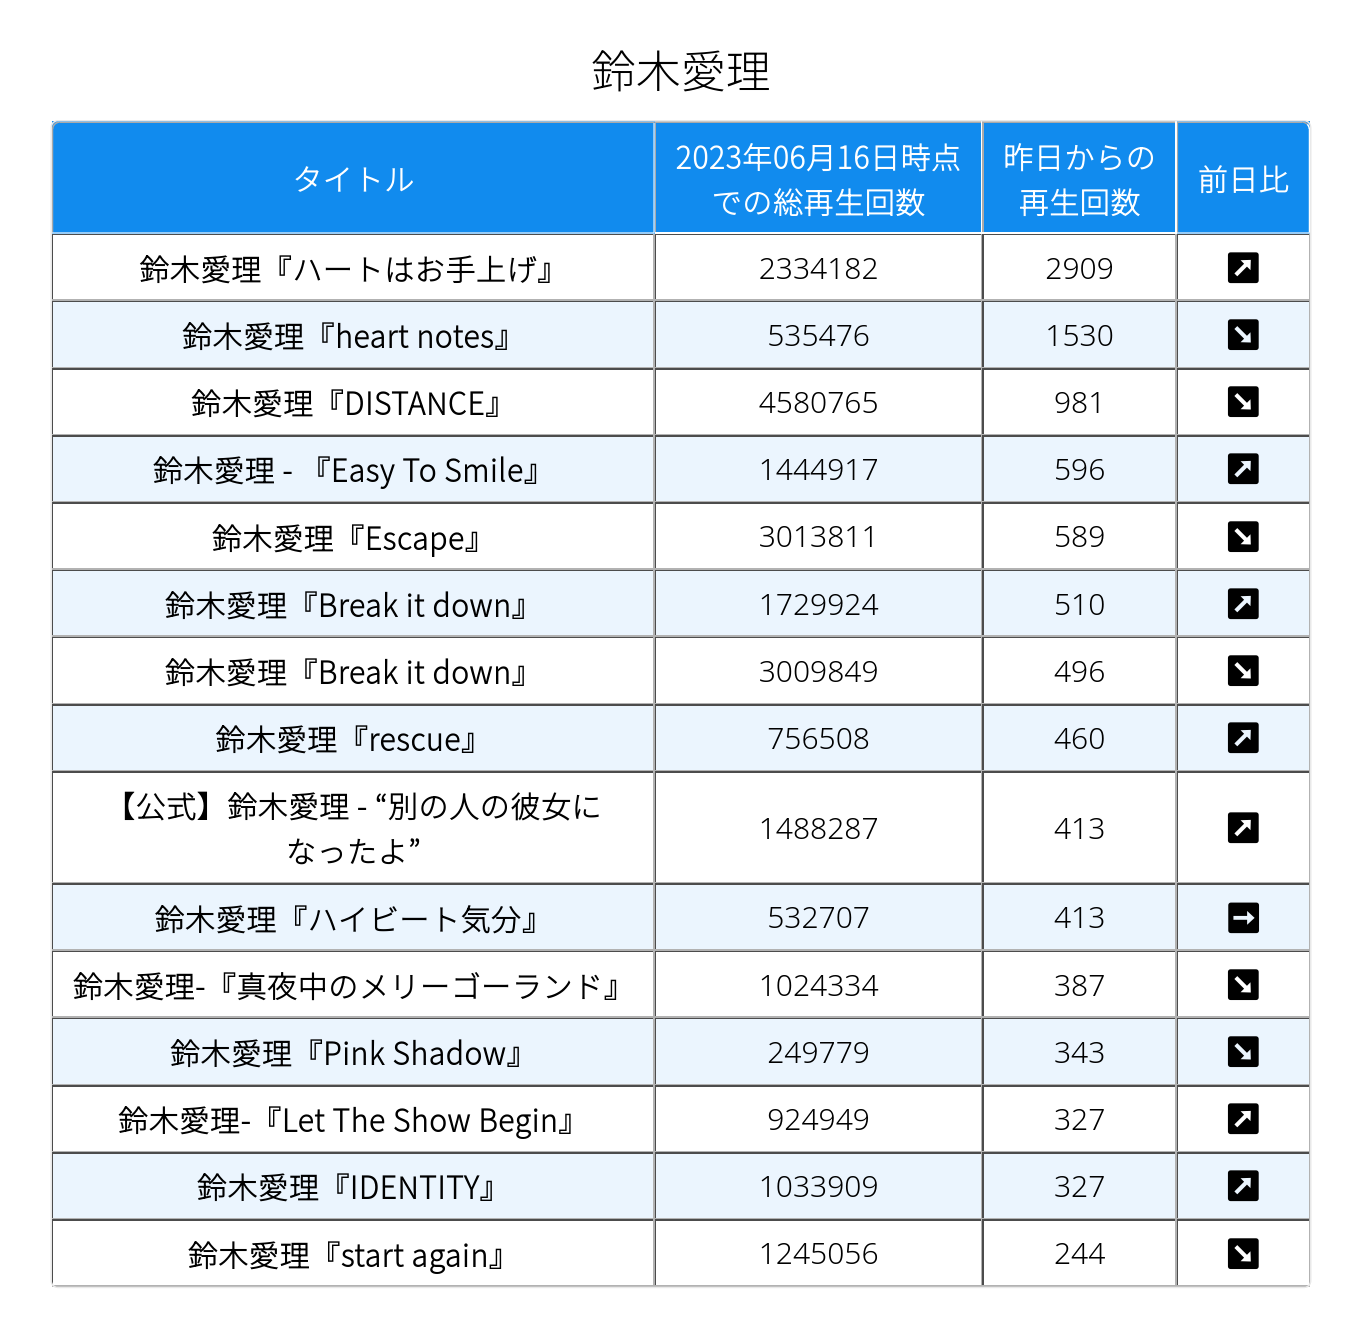 鈴木愛理
タイトル
2023年06月16日時点
での総再生回数
昨日からの
再生回数
前日比
鈴木愛理『ハートはお手上げ』 2334182 2909 ↗
鈴木愛理『heart notes』 535476 1530 ↘
鈴木愛理『DISTANCE』 4580765 981 ↘
鈴木愛理 - 『Easy To Smile』 1444917 596 ↗
鈴木愛理『Escape』 3013811 589 ↘
鈴木愛理『Break it down』 1729924 510 ↗
鈴木愛理『Break it down』 3009849 496 ↘
鈴木愛理『rescue』 756508 460 ↗
【公式】鈴木愛理 - “別の人の彼女に
なったよ” 1488287 413 ↗
鈴木愛理『ハイビート気分』 532707 413 →
鈴木愛理-『真夜中のメリーゴーランド』 1024334 387 ↘
鈴木愛理『Pink Shadow』 249779 343 ↘
鈴木愛理-『Let The Show Begin』 924949 327 ↗
鈴木愛理『IDENTITY』 1033909 327 ↗
鈴木愛理『start again』 1245056 244 ↘